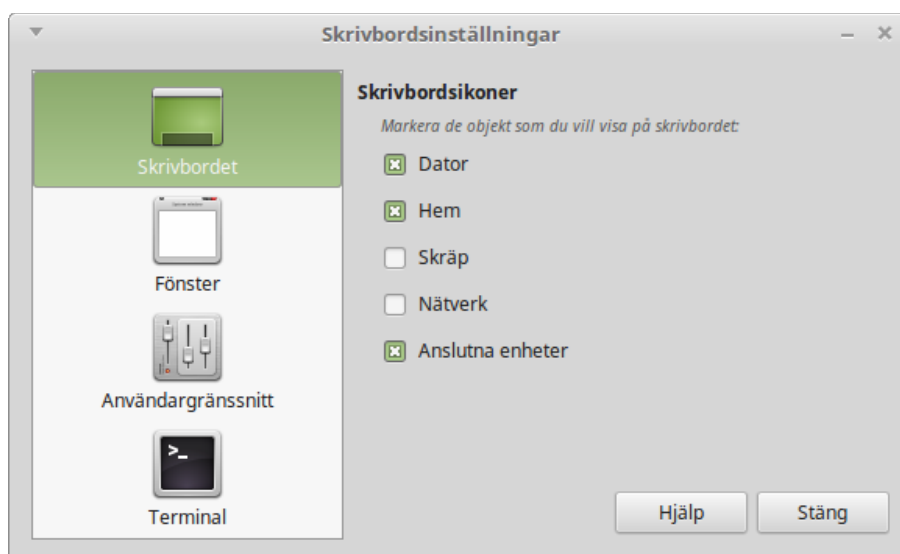 Skrivbordsinställningar
Skrivbordet
Fönster
Användargränssnitt
>_
Terminal
Skrivbordsikoner
Markera de objekt som du vill visa på skrivbordet:
Dator
Hem
Skräp
Nätverk
Anslutna enheter
Hjälp
Stäng